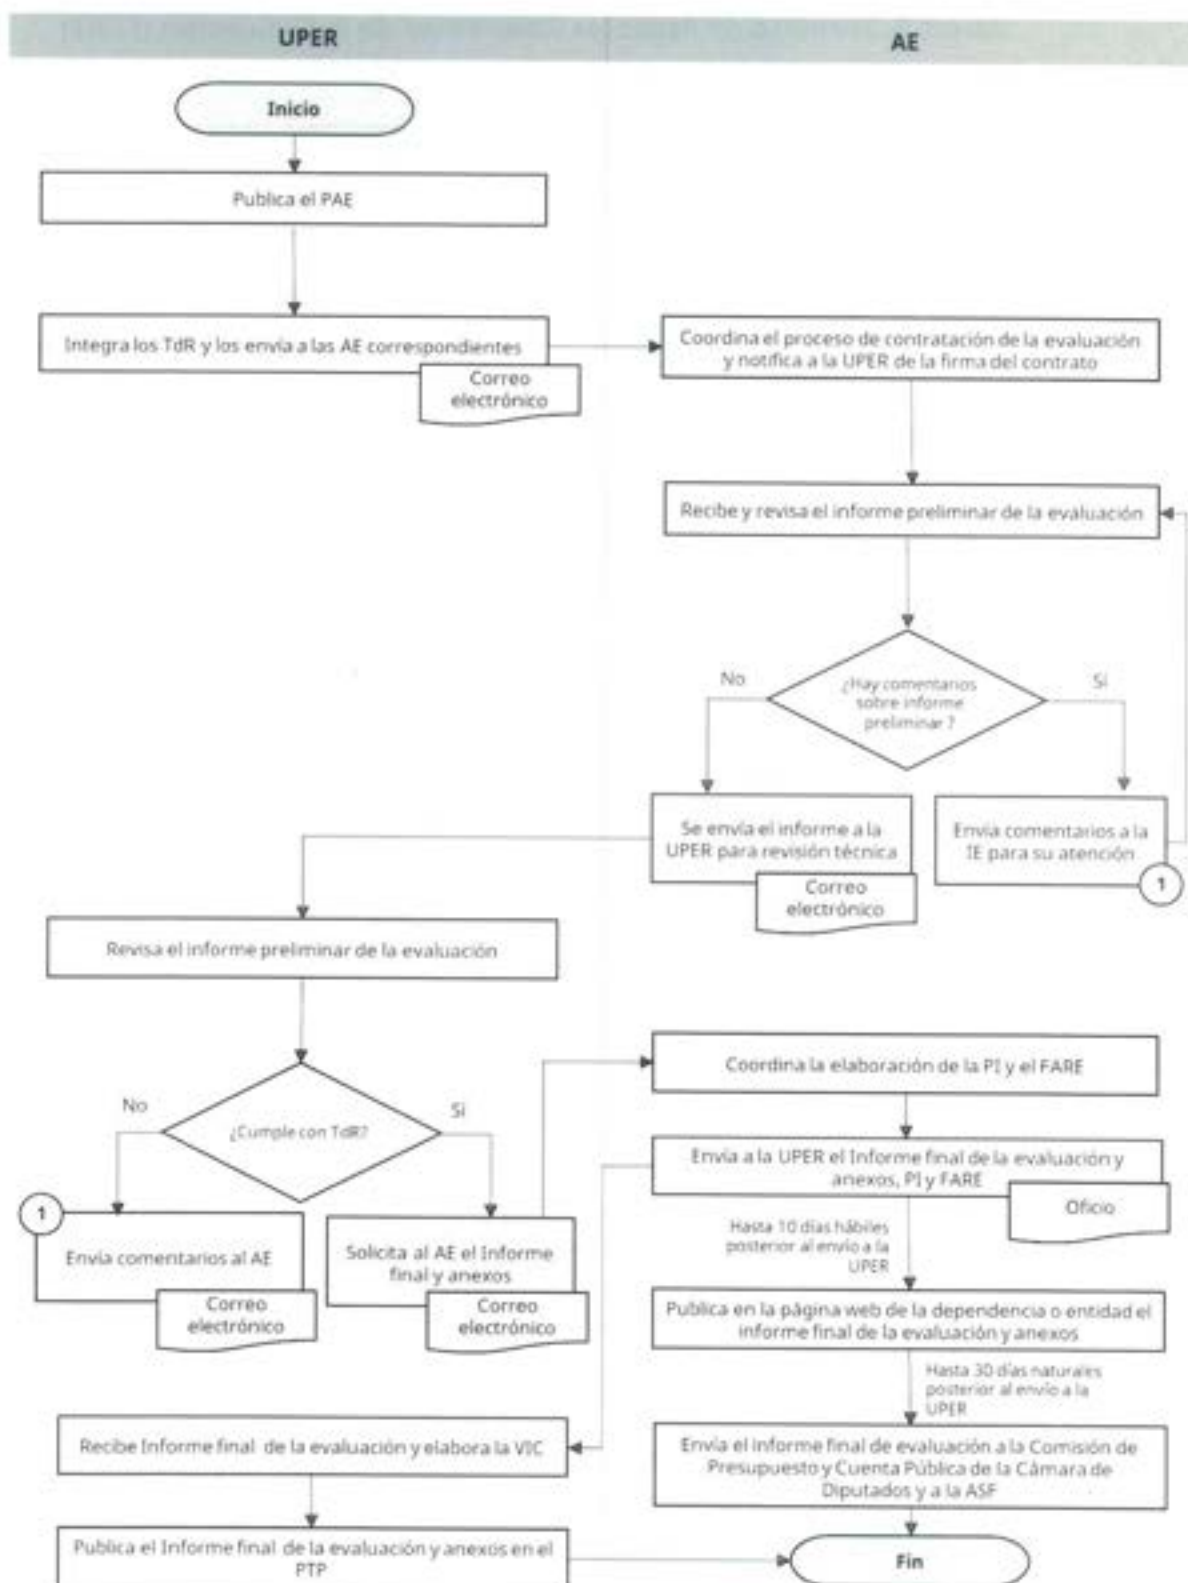 UPER
AE
Inicio
Publica el PAE
Integra los TdR y los envía a las AE correspondientes
Correo
electrónico
Coordina el proceso de contratación de la evaluación
y notifica a la UPER de la firma del contrato
Recibe y revisa el informe preliminar de la evaluación
¿Hay comentarios
sobre informe
preliminar ?
No
Sí
Se envía el informe a la
UPER para revisión técnica
Correo
electrónico
Envía comentarios a la
IE para su atención
1
Revisa el informe preliminar de la evaluación
¿Cumple con TdR?
No
Sí
1
Envía comentarios al AE
Correo
electrónico
Solicita al AE el Informe
final y anexos
Correo
electrónico
Coordina la elaboración de la PI y el FARE
Envía a la UPER el Informe final de la evaluación y
anexos, PI y FARE
Oficio
Hasta 10 días hábiles
posterior al envío a la
UPER
Publica en la página web de la dependencia o entidad el
informe final de la evaluación y anexos
Hasta 30 días naturales
posterior al envío a la
UPER
Envía el informe final de evaluación a la Comisión de
Presupuesto y Cuenta Pública de la Cámara de
Diputados y a la ASF
Recibe Informe final de la evaluación y elabora la VIC
Publica el Informe final de la evaluación y anexos en el
PTP
Fin